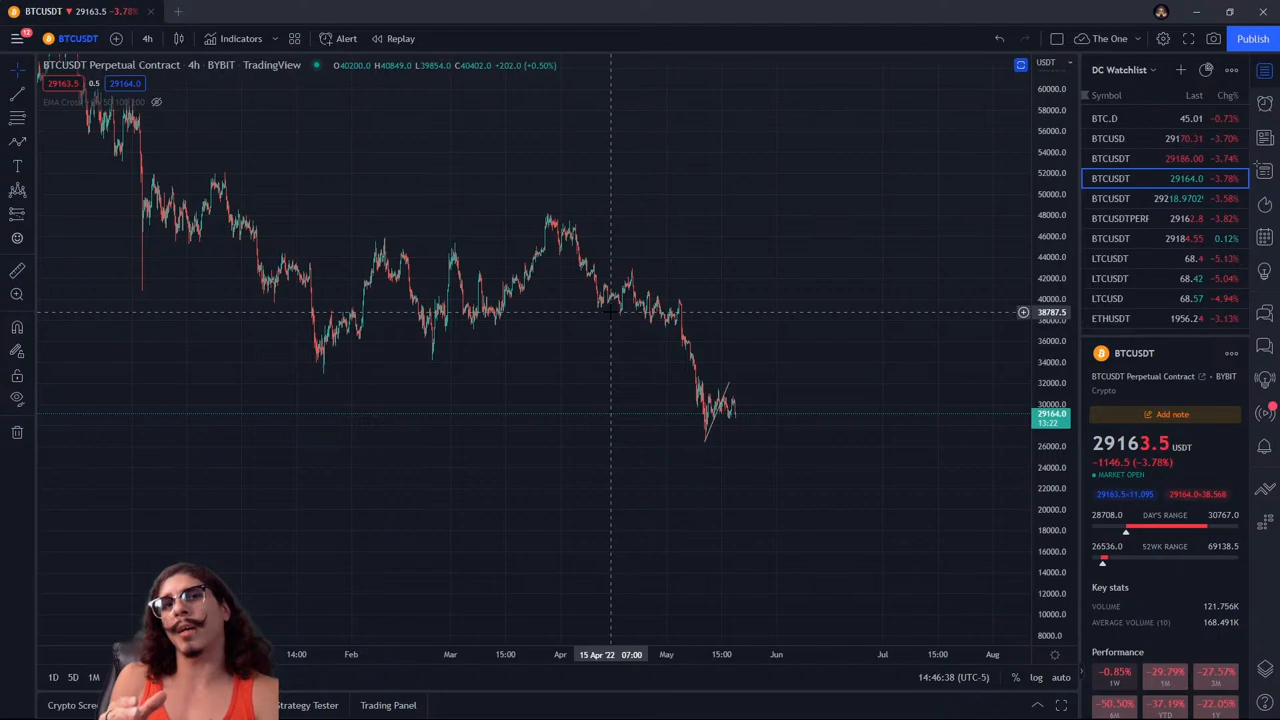 BTCUSDT ▼ 29163.5 −3.78%
12
BTCUSDT 4h Indicators Alert Replay The One Publish
BTCUSDT Perpetual Contract · 4h · BYBIT · TradingView O40200.0 H40849.0 L39854.0 C40402.0 +202.0 (+0.50%)
29163.5 0.5 29164.0
USDT
60000.0
58000.0
56000.0
54000.0
52000.0
50000.0
48000.0
46000.0
44000.0
42000.0
40000.0
38787.5
38000.0
36000.0
34000.0
32000.0
30000.0
29164.0
13:22
26000.0
24000.0
22000.0
20000.0
18000.0
16000.0
14000.0
12000.0
10000.0
8000.0
14:00 Feb Mar 15:00 Apr 15 Apr '22 07:00 May 15:00 Jun Jul 15:00 Aug
1D 5D 1M
14:46:38 (UTC-5) % log auto
Crypto Strategy Tester Trading Panel
DC Watchlist
Symbol Last Chg%
BTC.D 45.01 −0.73%
BTCUSD 29170.31 −3.70%
BTCUSDT 29186.00 −3.74%
BTCUSDT 29164.0 −3.78%
BTCUSDT 29218.9702 −3.58%
BTCUSDTPERP 29162.8 −3.82%
BTCUSDT 29184.55 0.12%
LTCUSDT 68.4 −5.13%
LTCUSDT 68.42 −5.04%
LTCUSD 68.57 −4.94%
ETHUSDT 1956.24 −3.13%
BTCUSDT
BTCUSDT Perpetual Contract • BYBIT
Crypto
Add note
29163.5 USDT
−1146.5 (−3.78%)
MARKET OPEN
29163.5×11.095 29164.0×38.568
28708.0 DAY'S RANGE 30767.0
26536.0 52WK RANGE 69138.5
Key stats
VOLUME 121.756K
AVERAGE VOLUME (10) 168.491K
Performance
−0.85% −29.79% −27.57%
1W 1M 3M
−50.50% −37.19% −22.05%
6M YTD 1Y